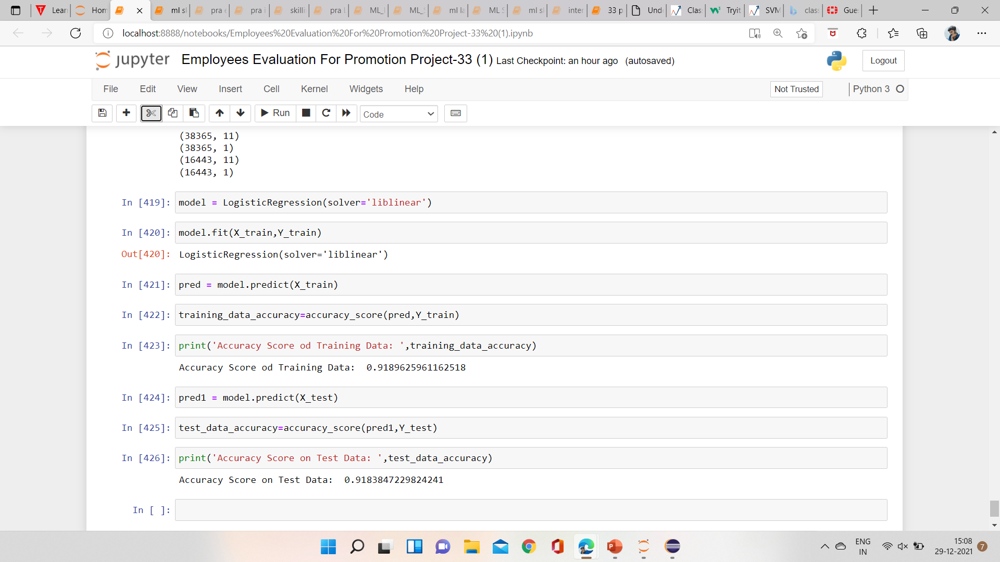 Lear
Hom
ml sl
pra e
pra i
skilli
pra l
ML_l
ML_S
ml la
ML S
ml sl
inter
33 p
Und
Clas
Tryit
SVM
class
Gue
localhost:8888/notebooks/Employees%20Evaluation%20For%20Promotion%20Project-33%20(1).ipynb
jupyter Employees Evaluation For Promotion Project-33 (1) Last Checkpoint: an hour ago (autosaved)
Logout
File Edit View Insert Cell Kernel Widgets Help
Not Trusted
Python 3
Run
Code
(38365, 11)
(38365, 1)
(16443, 11)
(16443, 1)
In [419]: model = LogisticRegression(solver='liblinear')
In [420]: model.fit(X_train,Y_train)
Out[420]: LogisticRegression(solver='liblinear')
In [421]: pred = model.predict(X_train)
In [422]: training_data_accuracy=accuracy_score(pred,Y_train)
In [423]: print('Accuracy Score od Training Data: ',training_data_accuracy)
Accuracy Score od Training Data:  0.9189625961162518
In [424]: pred1 = model.predict(X_test)
In [425]: test_data_accuracy=accuracy_score(pred1,Y_test)
In [426]: print('Accuracy Score on Test Data: ',test_data_accuracy)
Accuracy Score on Test Data:  0.9183847229824241
In [ ]:
ENG
IN
15:08
29-12-2021
7